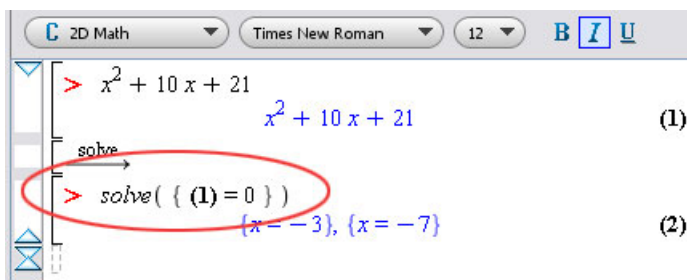 C 2D Math Times New Roman 12 B I U
> x² + 10 x + 21
x² + 10 x + 21 (1)
solve
> solve( { (1) = 0 } )
{x = −3}, {x = −7} (2)